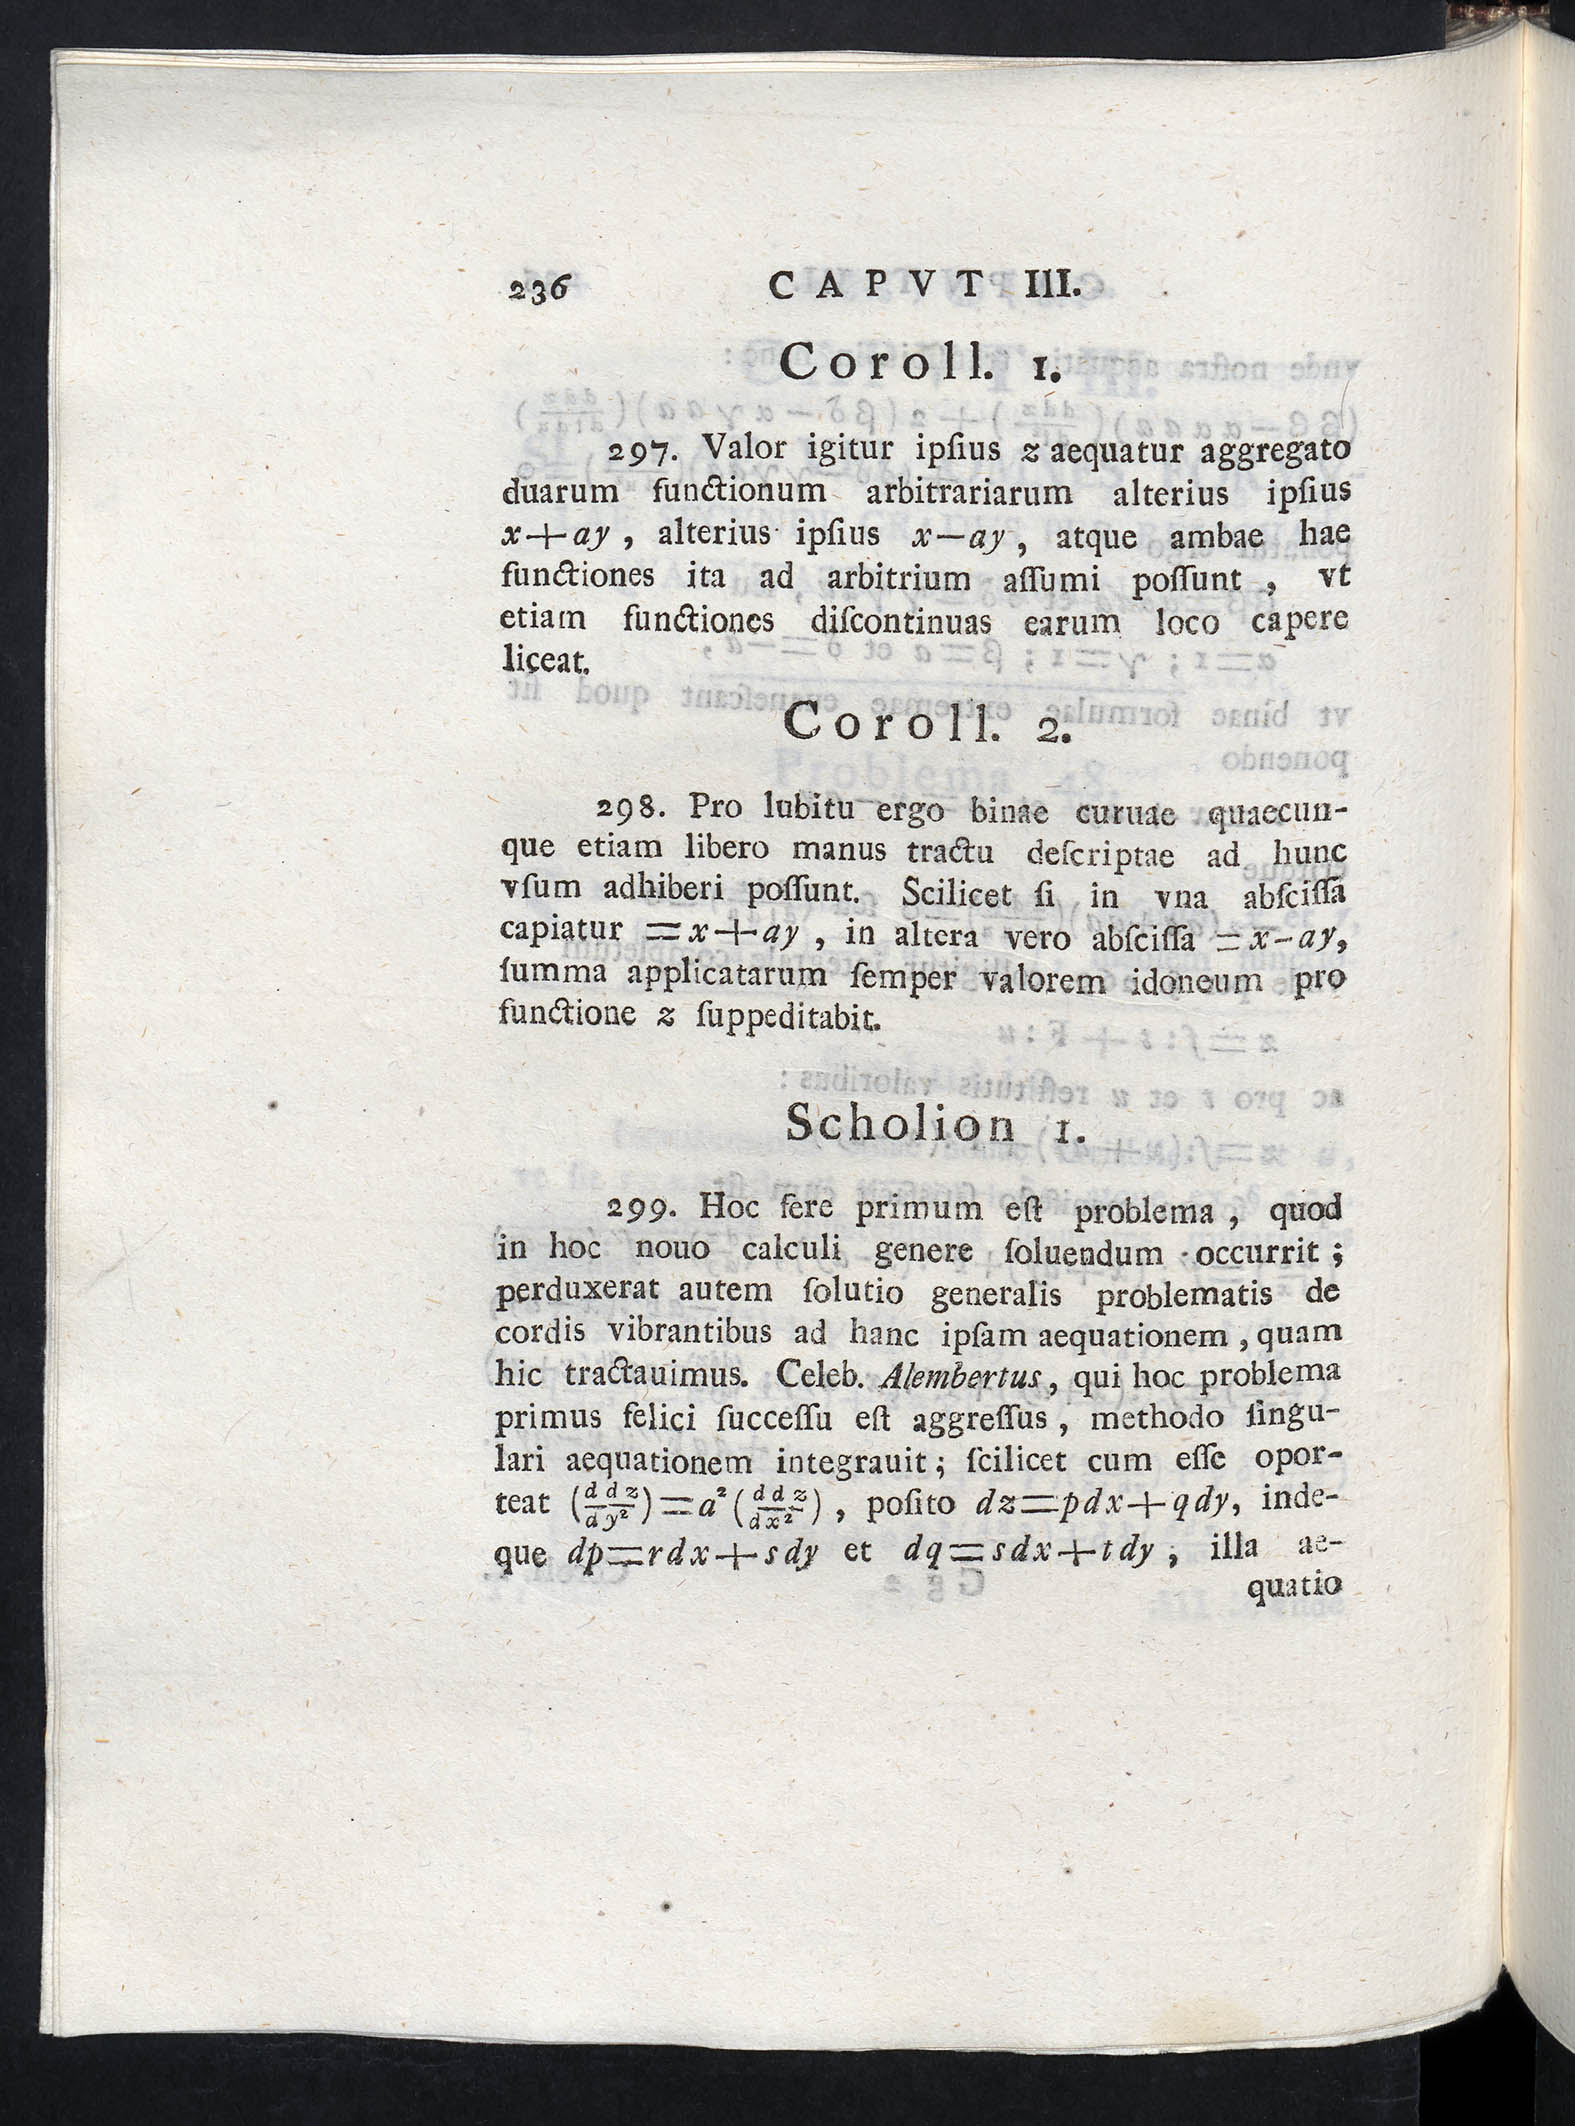 236 CAPVT III.
Coroll. 1.
297. Valor igitur ipſius z aequatur aggregato
duarum functionum arbitrariarum alterius ipſius
x+ay, alterius ipſius x—ay, atque ambae hae
functiones ita ad arbitrium aſſumi poſſunt, vt
etiam functiones diſcontinuas earum loco capere
liceat.
Coroll. 2.
298. Pro lubitu ergo binae curuae quaecun-
que etiam libero manus tractu deſcriptae ad hunc
vſum adhiberi poſſunt. Scilicet ſi in vna abſciſſa
capiatur =x+ay, in altera vero abſciſſa =x-ay,
ſumma applicatarum ſemper valorem idoneum pro
functione z ſuppeditabit.
Scholion 1.
299. Hoc fere primum eſt problema, quod
in hoc nouo calculi genere ſoluendum occurrit;
perduxerat autem ſolutio generalis problematis de
cordis vibrantibus ad hanc ipſam aequationem, quam
hic tractauimus. Celeb. Alembertus, qui hoc problema
primus felici ſucceſſu eſt aggreſſus, methodo ſingu-
lari aequationem integrauit; ſcilicet cum eſſe opor-
teat (ddz/dy²)=a²(ddz/dx²), poſito dz=pdx+qdy, inde-
que dp=rdx+sdy et dq=sdx+tdy, illa ae-
quatio